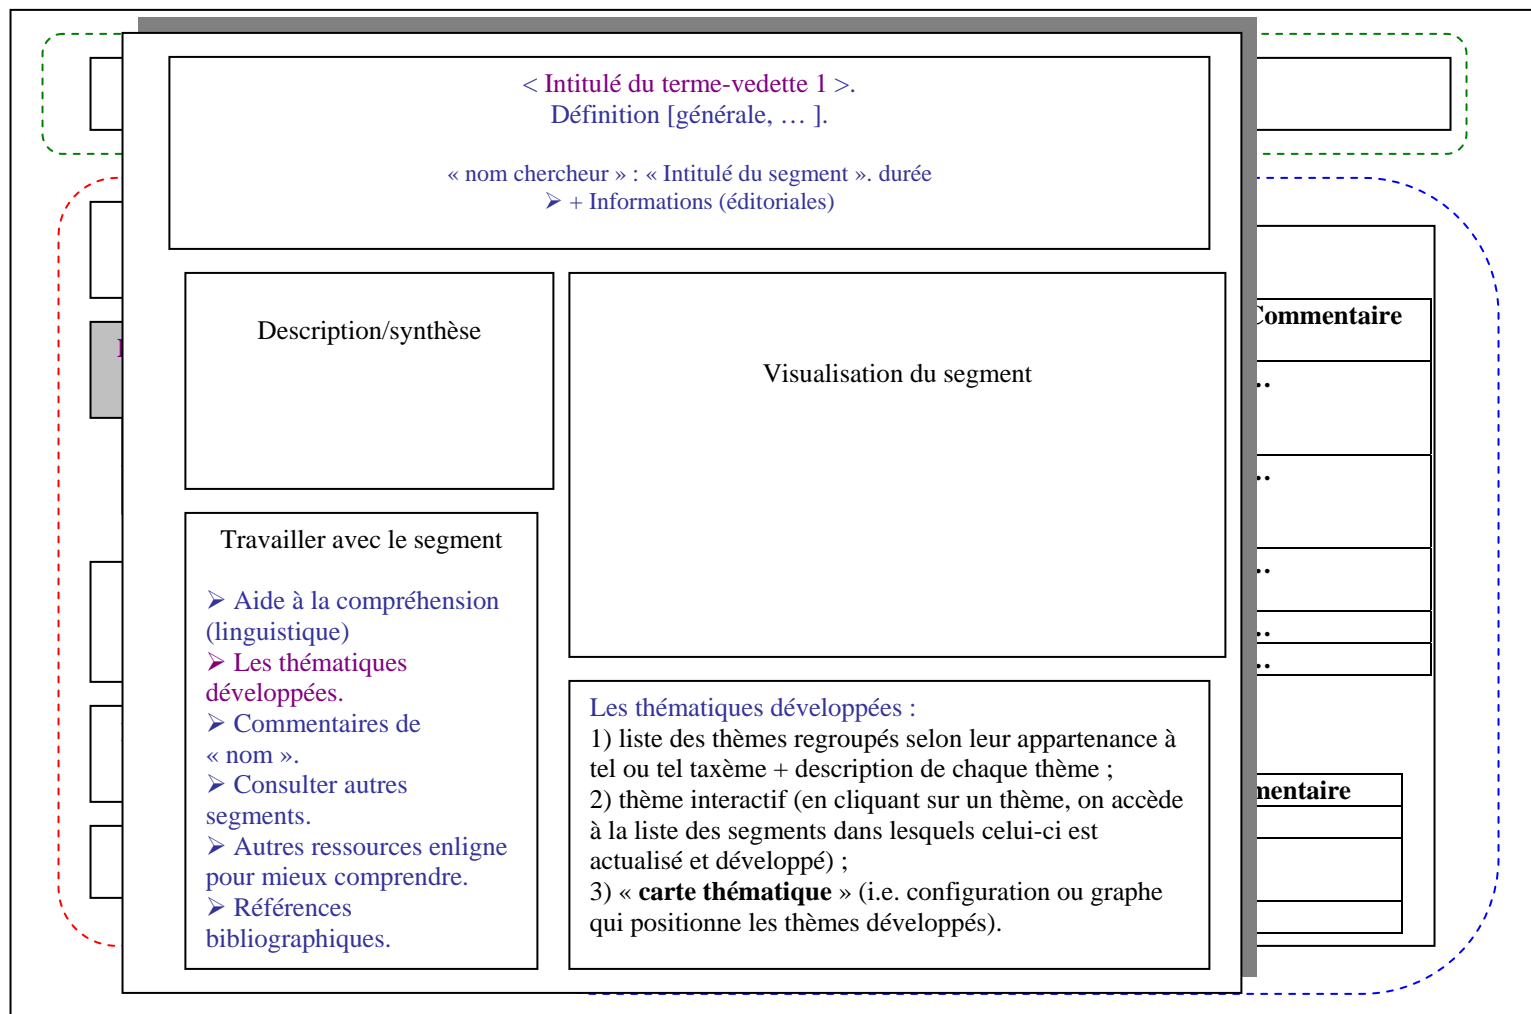 < Intitulé du terme-vedette 1 >.
Définition [générale, … ].
« nom chercheur » : « Intitulé du segment ». durée
➢ + Informations (éditoriales)
Description/synthèse
Visualisation du segment
Travailler avec le segment
➢ Aide à la compréhension
(linguistique)
➢ Les thématiques
développées.
➢ Commentaires de
« nom ».
➢ Consulter autres
segments.
➢ Autres ressources enligne
pour mieux comprendre.
➢ Références
bibliographiques.
Les thématiques développées :
1) liste des thèmes regroupés selon leur appartenance à
tel ou tel taxème + description de chaque thème ;
2) thème interactif (en cliquant sur un thème, on accède
à la liste des segments dans lesquels celui-ci est
actualisé et développé) ;
3) « carte thématique » (i.e. configuration ou graphe
qui positionne les thèmes développés).
Commentaire
..
..
..
..
..
mentaire